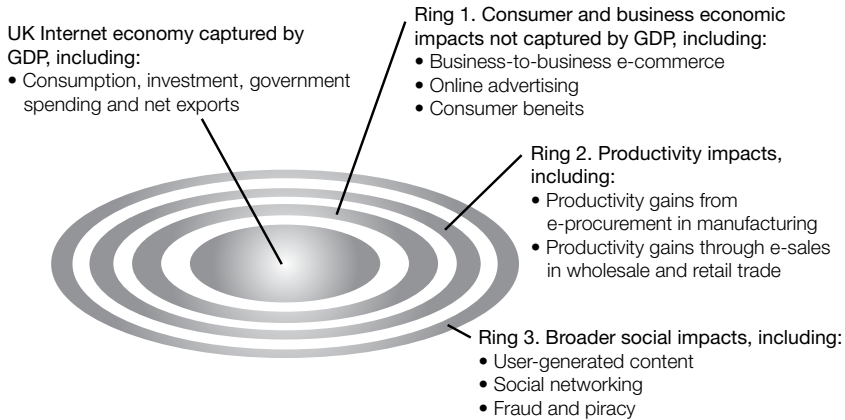 UK Internet economy captured by
GDP, including:
• Consumption, investment, government
spending and net exports
Ring 1. Consumer and business economic
impacts not captured by GDP, including:
• Business-to-business e-commerce
• Online advertising
• Consumer beneits
Ring 2. Productivity impacts,
including:
• Productivity gains from
e-procurement in manufacturing
• Productivity gains through e-sales
in wholesale and retail trade
Ring 3. Broader social impacts, including:
• User-generated content
• Social networking
• Fraud and piracy